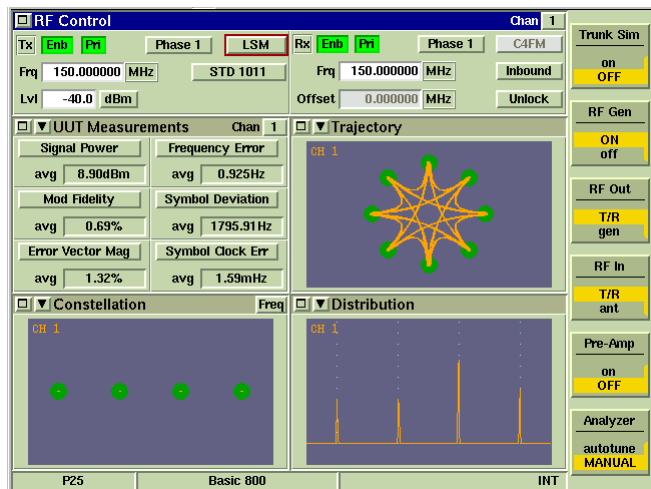 RF Control Chan 1
Tx Enb Pri Phase 1 LSM Rx Enb Pri Phase 1 C4FM
Frq 150.000000 MHz STD 1011 Frq 150.000000 MHz Inbound
Lvl -40.0 dBm Offset 0.000000 MHz Unlock
UUT Measurements Chan 1
Signal Power Frequency Error
avg 8.90dBm avg 0.925Hz
Mod Fidelity Symbol Deviation
avg 0.69% avg 1795.91Hz
Error Vector Mag Symbol Clock Err
avg 1.32% avg 1.59mHz
Trajectory
CH 1
Constellation Freq
CH 1
Distribution
CH 1
Trunk Sim
on
OFF
RF Gen
ON
off
RF Out
T/R
gen
RF In
T/R
ant
Pre-Amp
on
OFF
Analyzer
autotune
MANUAL
P25 Basic 800 INT